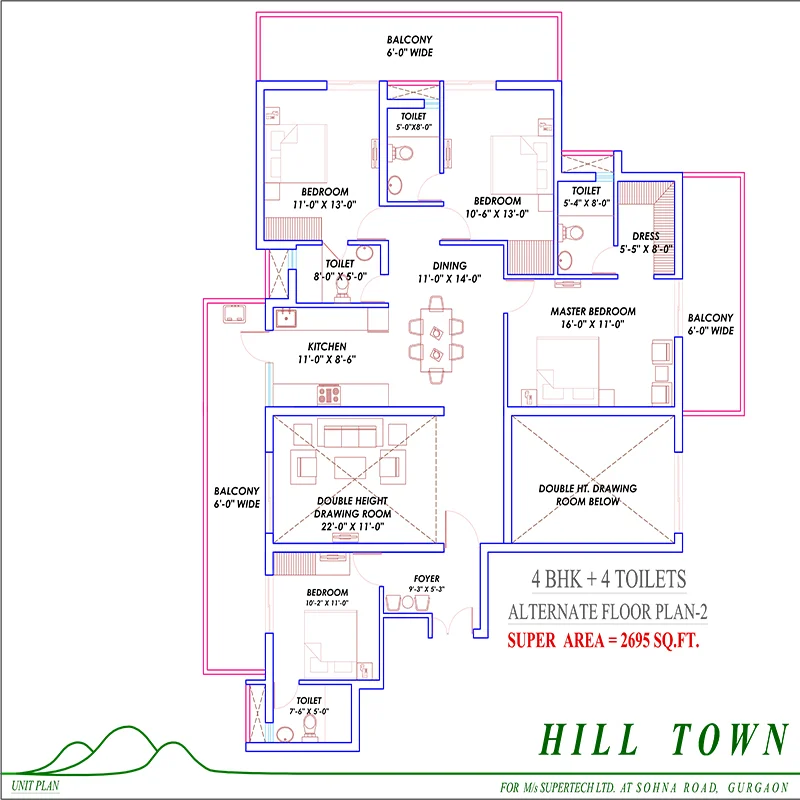 BALCONY
6'-0" WIDE
TOILET
5'-0"X8'-0"
BEDROOM
11'-0" X 13'-0"
BEDROOM
10'-6" X 13'-0"
TOILET
5'-4" X 8'-0"
DRESS
5'-5" X 8'-0"
TOILET
8'-0" X 5'-0"
DINING
11'-0" X 14'-0"
MASTER BEDROOM
16'-0" X 11'-0"
BALCONY
6'-0" WIDE
KITCHEN
11'-0" X 8'-6"
BALCONY
6'-0" WIDE
DOUBLE HEIGHT
DRAWING ROOM
22'-0" X 11'-0"
DOUBLE HT. DRAWING
ROOM BELOW
BEDROOM
10'-2" X 11'-0"
FOYER
9'-3" X 5'-3"
4 BHK + 4 TOILETS
ALTERNATE FLOOR PLAN-2
SUPER AREA = 2695 SQ.FT.
TOILET
7'-6" X 5'-0"
HILL TOWN
UNIT PLAN
FOR M/s SUPERTECH LTD. AT SOHNA ROAD, GURGAON